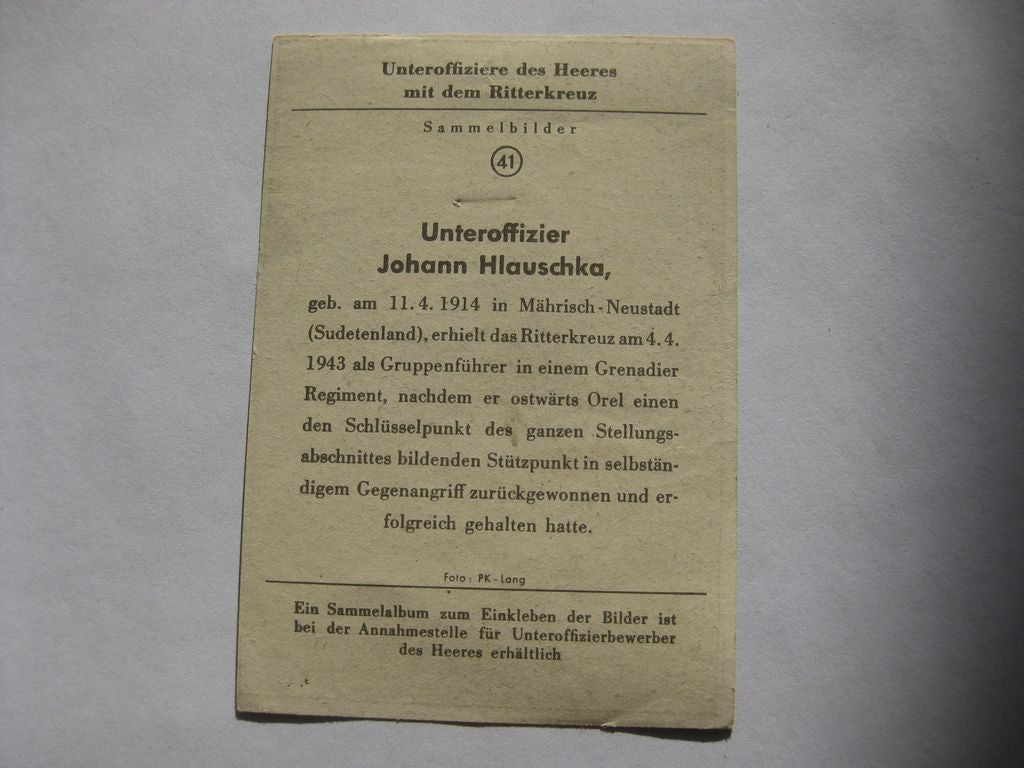 Unteroffiziere des Heeres
mit dem Ritterkreuz
Sammelbilder
41
Unteroffizier
Johann Hlauschka,
geb. am 11. 4. 1914 in Mährisch-Neustadt
(Sudetenland), erhielt das Ritterkreuz am 4. 4.
1943 als Gruppenführer in einem Grenadier
Regiment, nachdem er ostwärts Orel einen
den Schlüsselpunkt des ganzen Stellungs-
abschnittes bildenden Stützpunkt in selbstän-
digem Gegenangriff zurückgewonnen und er-
folgreich gehalten hatte.
Foto: PK-Lang
Ein Sammelalbum zum Einkleben der Bilder ist
bei der Annahmestelle für Unteroffizierbewerber
des Heeres erhältlich